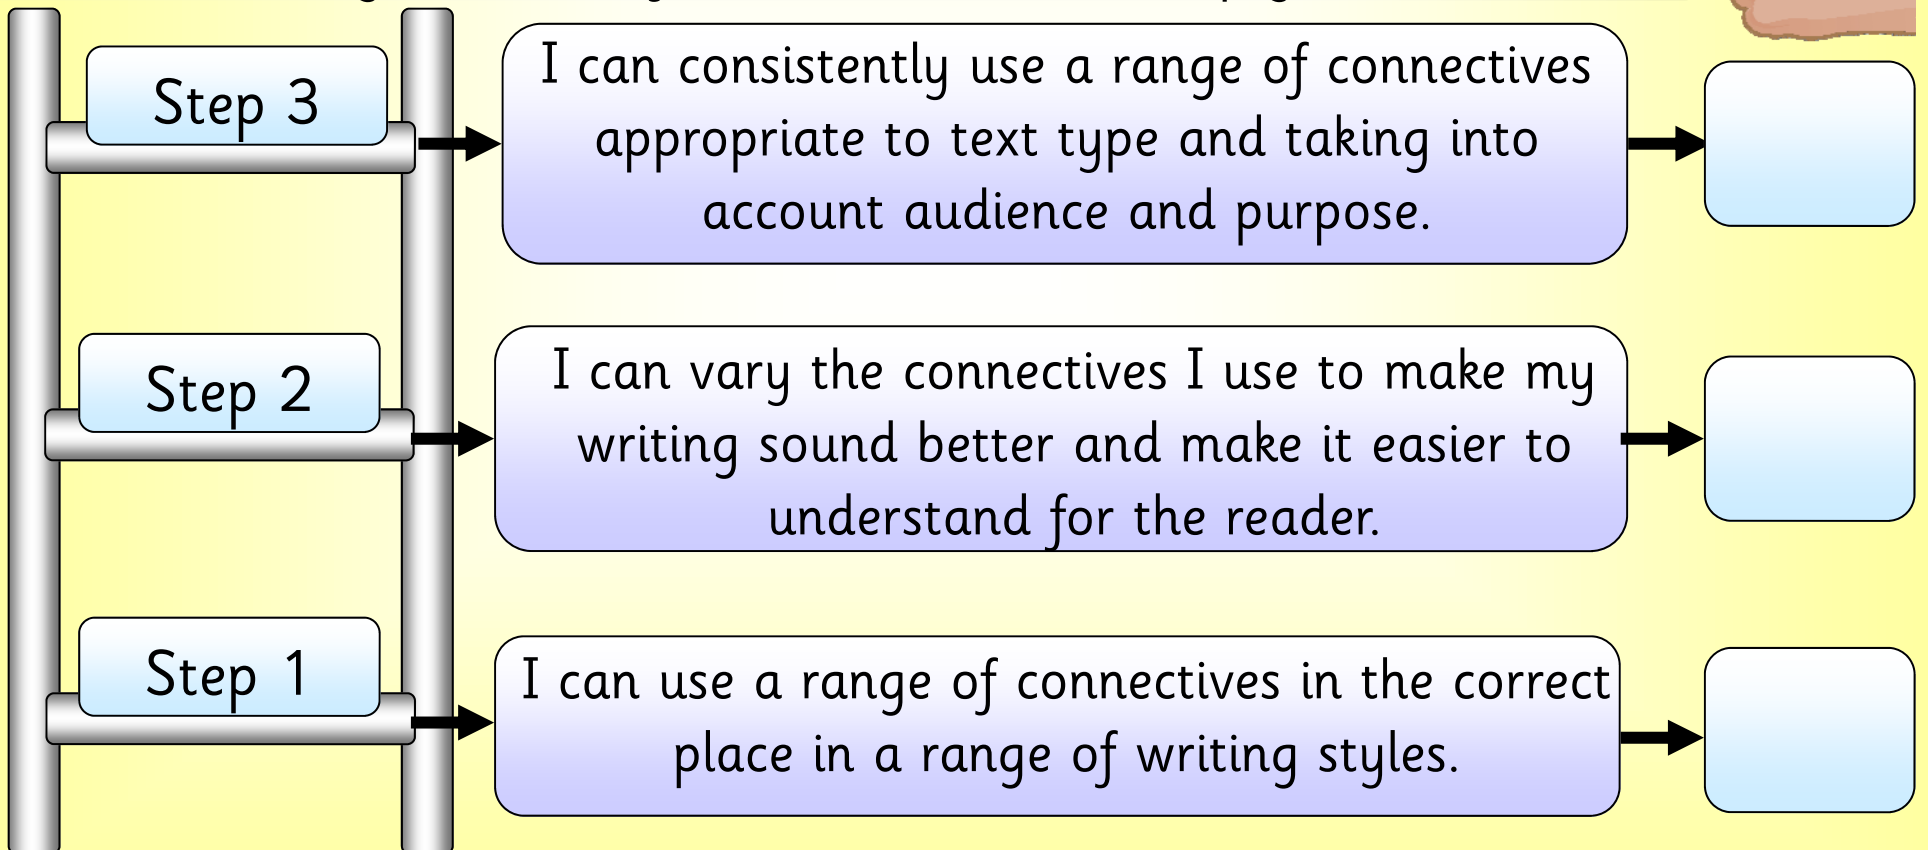 Step 3
I can consistently use a range of connectives
appropriate to text type and taking into
account audience and purpose.
Step 2
I can vary the connectives I use to make my
writing sound better and make it easier to
understand for the reader.
Step 1
I can use a range of connectives in the correct
place in a range of writing styles.